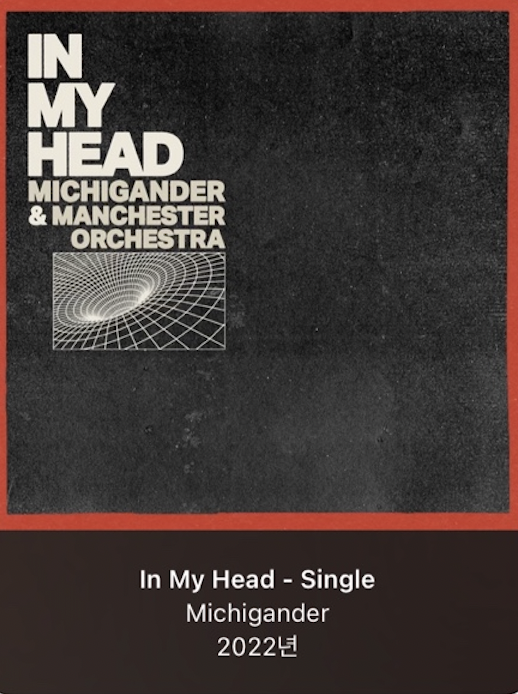 IN
MY
HEAD
MICHIGANDER
& MANCHESTER
ORCHESTRA
In My Head - Single
Michigander
2022년